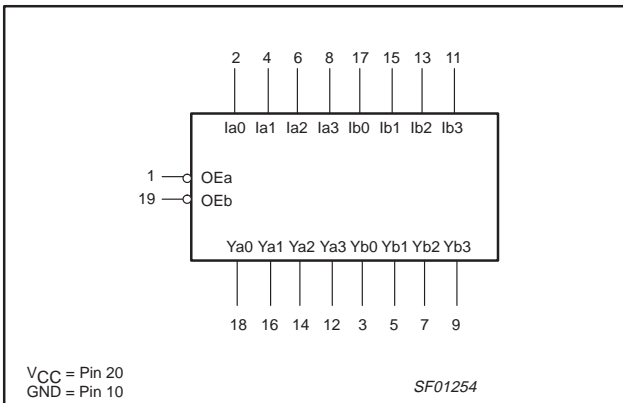 2 4 6 8 17 15 13 11
Ia0 Ia1 Ia2 Ia3 Ib0 Ib1 Ib2 Ib3
1 OEa
19 OEb
Ya0 Ya1 Ya2 Ya3 Yb0 Yb1 Yb2 Yb3
18 16 14 12 3 5 7 9
VCC = Pin 20
GND = Pin 10
SF01254